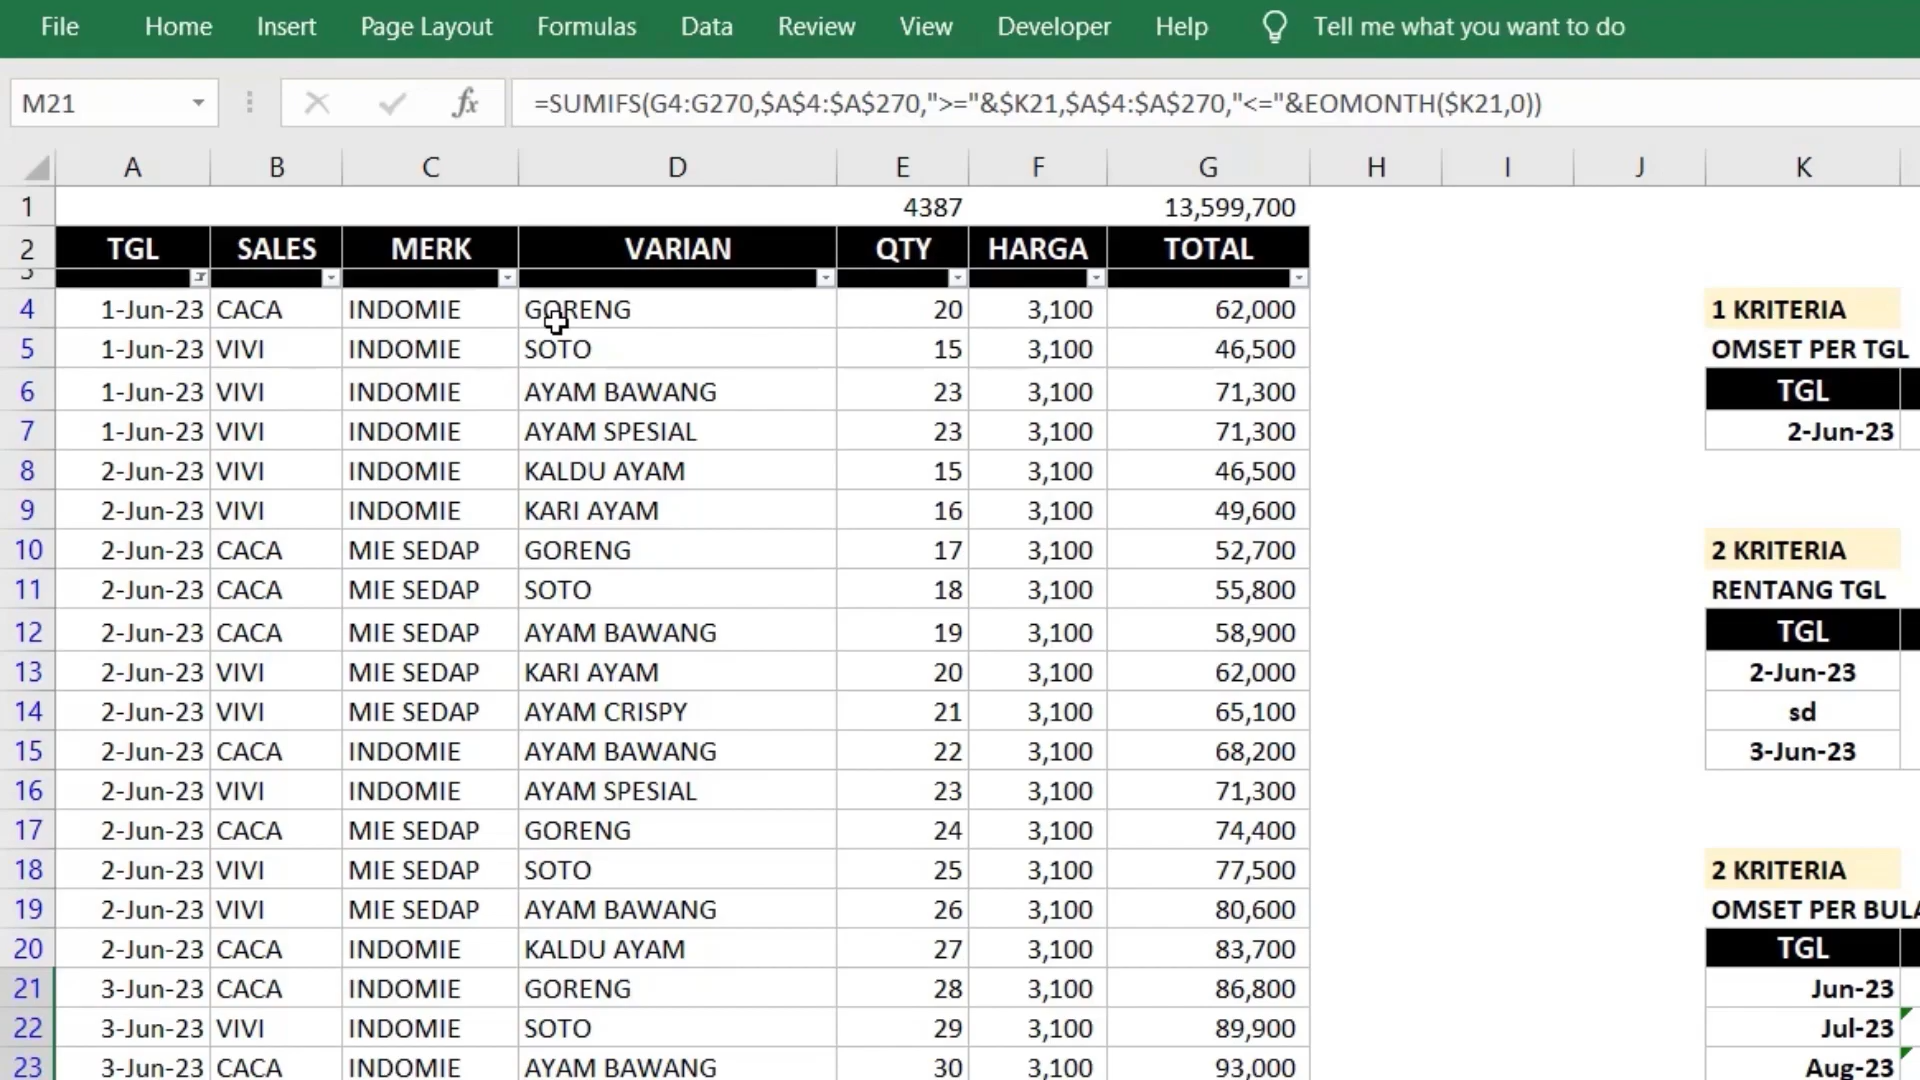 File Home Insert Page Layout Formulas Data Review View Developer Help Tell me what you want to do
M21 fx =SUMIFS(G4:G270,$A$4:$A$270,">="&$K21,$A$4:$A$270,"<="&EOMONTH($K21,0))
A B C D E F G H I J K
1 4387 13,599,700
2 TGL SALES MERK VARIAN QTY HARGA TOTAL
3
4 1-Jun-23 CACA INDOMIE GORENG 20 3,100 62,000 1 KRITERIA
5 1-Jun-23 VIVI INDOMIE SOTO 15 3,100 46,500 OMSET PER TGL
6 1-Jun-23 VIVI INDOMIE AYAM BAWANG 23 3,100 71,300 TGL
7 1-Jun-23 VIVI INDOMIE AYAM SPESIAL 23 3,100 71,300 2-Jun-23
8 2-Jun-23 VIVI INDOMIE KALDU AYAM 15 3,100 46,500
9 2-Jun-23 VIVI INDOMIE KARI AYAM 16 3,100 49,600
10 2-Jun-23 CACA MIE SEDAP GORENG 17 3,100 52,700 2 KRITERIA
11 2-Jun-23 CACA MIE SEDAP SOTO 18 3,100 55,800 RENTANG TGL
12 2-Jun-23 CACA MIE SEDAP AYAM BAWANG 19 3,100 58,900 TGL
13 2-Jun-23 VIVI MIE SEDAP KARI AYAM 20 3,100 62,000 2-Jun-23
14 2-Jun-23 VIVI MIE SEDAP AYAM CRISPY 21 3,100 65,100 sd
15 2-Jun-23 CACA INDOMIE AYAM BAWANG 22 3,100 68,200 3-Jun-23
16 2-Jun-23 VIVI INDOMIE AYAM SPESIAL 23 3,100 71,300
17 2-Jun-23 CACA MIE SEDAP GORENG 24 3,100 74,400
18 2-Jun-23 VIVI MIE SEDAP SOTO 25 3,100 77,500 2 KRITERIA
19 2-Jun-23 VIVI MIE SEDAP AYAM BAWANG 26 3,100 80,600 OMSET PER BULA
20 2-Jun-23 CACA INDOMIE KALDU AYAM 27 3,100 83,700 TGL
21 3-Jun-23 CACA INDOMIE GORENG 28 3,100 86,800 Jun-23
22 3-Jun-23 VIVI INDOMIE SOTO 29 3,100 89,900 Jul-23
23 3-Jun-23 CACA INDOMIE AYAM BAWANG 30 3,100 93,000 Aug-23